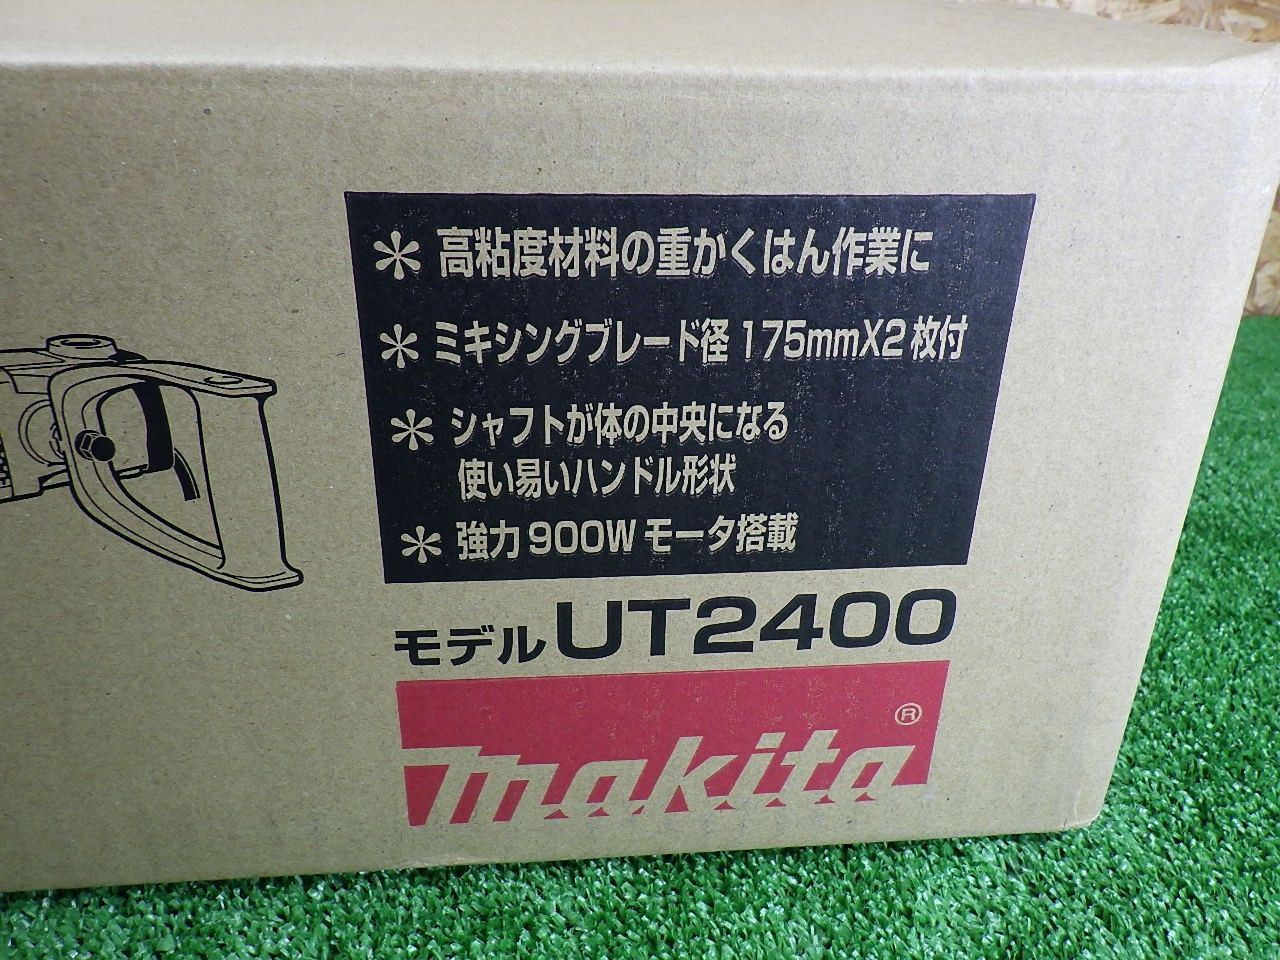 * 高粘度材料の重かくはん作業に
* ミキシングブレード径 175mmX2 枚付
* シャフトが体の中央になる
使い易いハンドル形状
* 強力 900W モータ搭載
モデル UT2400
makita ®